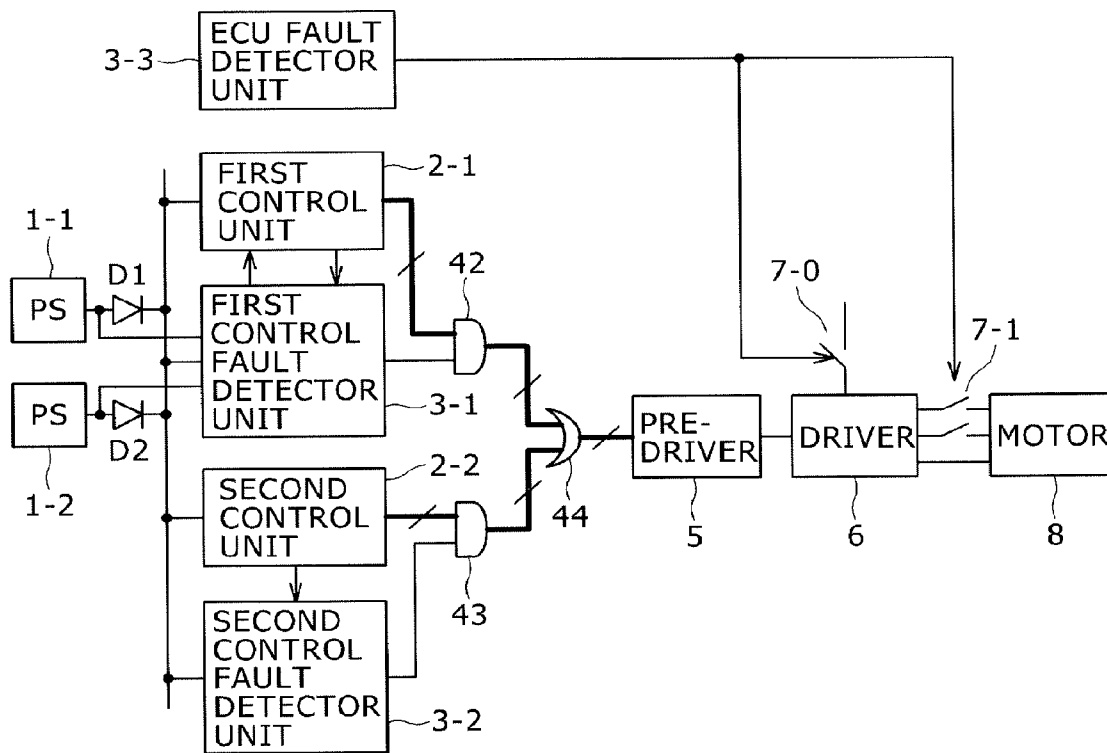 ECU FAULT
DETECTOR
UNIT
3-3
FIRST
CONTROL
UNIT
2-1
1-1
PS
D1
FIRST
CONTROL
FAULT
DETECTOR
UNIT
3-1
42
7-0
7-1
PS
D2
1-2
SECOND
CONTROL
UNIT
2-2
43
44
PRE-
DRIVER
5
DRIVER
6
MOTOR
8
SECOND
CONTROL
FAULT
DETECTOR
UNIT
3-2